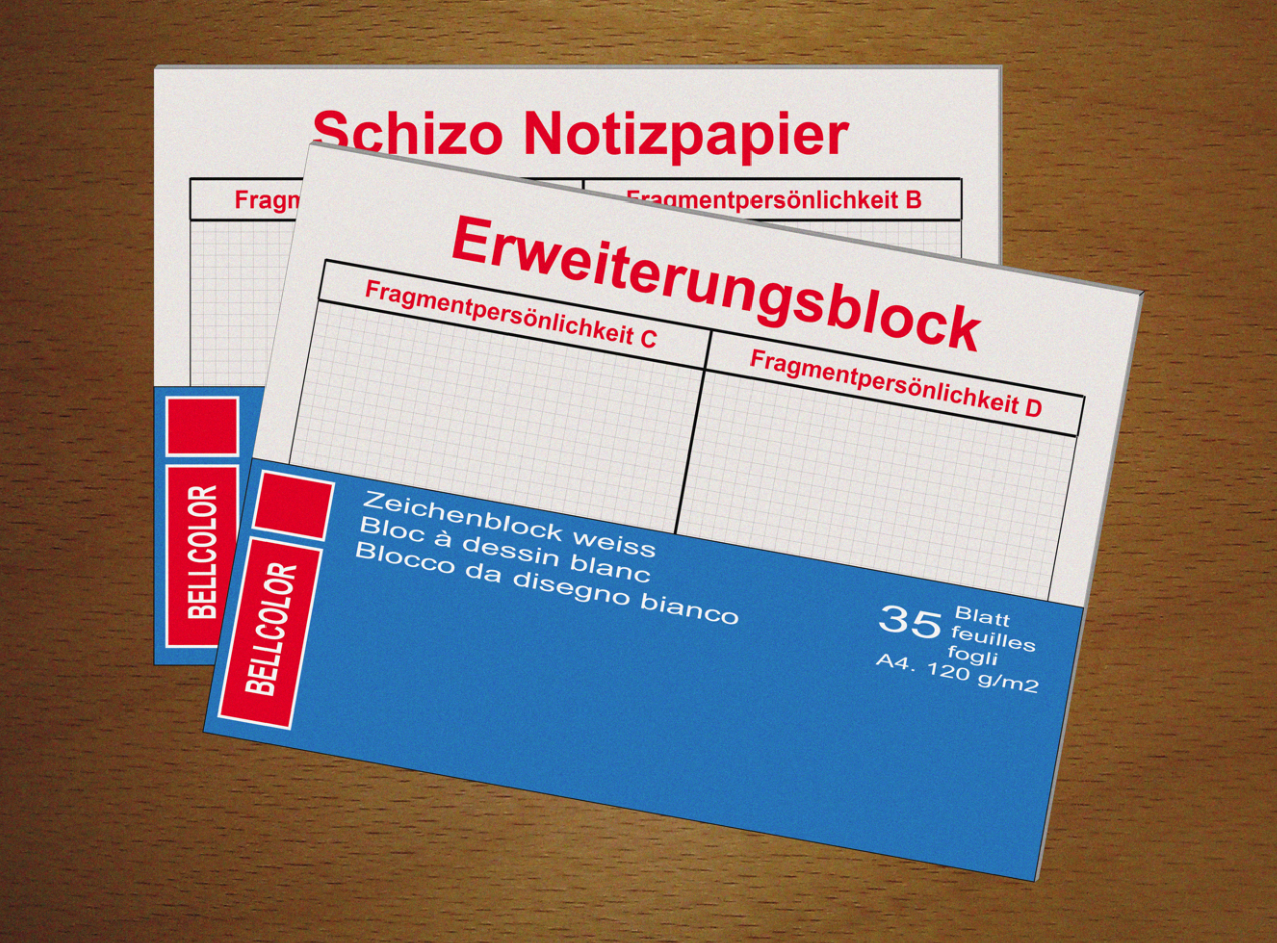 Schizo Notizpapier
Fragm
Fragmentpersönlichkeit B
BELLCOLOR
Erweiterungsblock
Fragmentpersönlichkeit C
Fragmentpersönlichkeit D
BELLCOLOR
Zeichenblock weiss
Bloc à dessin blanc
Blocco da disegno bianco
35 Blatt
feuilles
fogli
A4. 120 g/m2